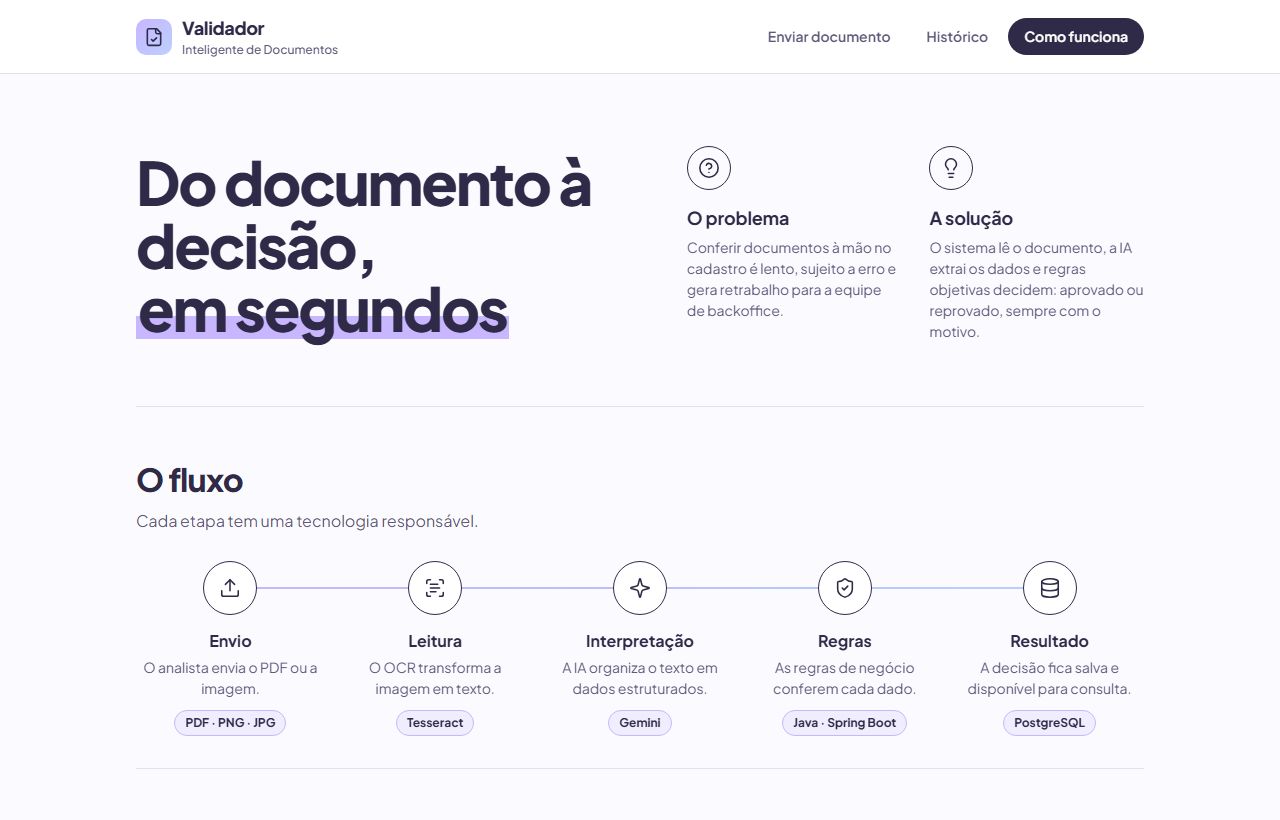 Validador
Inteligente de Documentos
Enviar documento
Histórico
Como funciona
Do documento à
decisão,
em segundos
O problema
Conferir documentos à mão no
cadastro é lento, sujeito a erro e
gera retrabalho para a equipe
de backoffice.
A solução
O sistema lê o documento, a IA
extrai os dados e regras
objetivas decidem: aprovado ou
reprovado, sempre com o
motivo.
O fluxo
Cada etapa tem uma tecnologia responsável.
Envio
O analista envia o PDF ou a
imagem.
PDF · PNG · JPG
Leitura
O OCR transforma a
imagem em texto.
Tesseract
Interpretação
A IA organiza o texto em
dados estruturados.
Gemini
Regras
As regras de negócio
conferem cada dado.
Java · Spring Boot
Resultado
A decisão fica salva e
disponível para consulta.
PostgreSQL